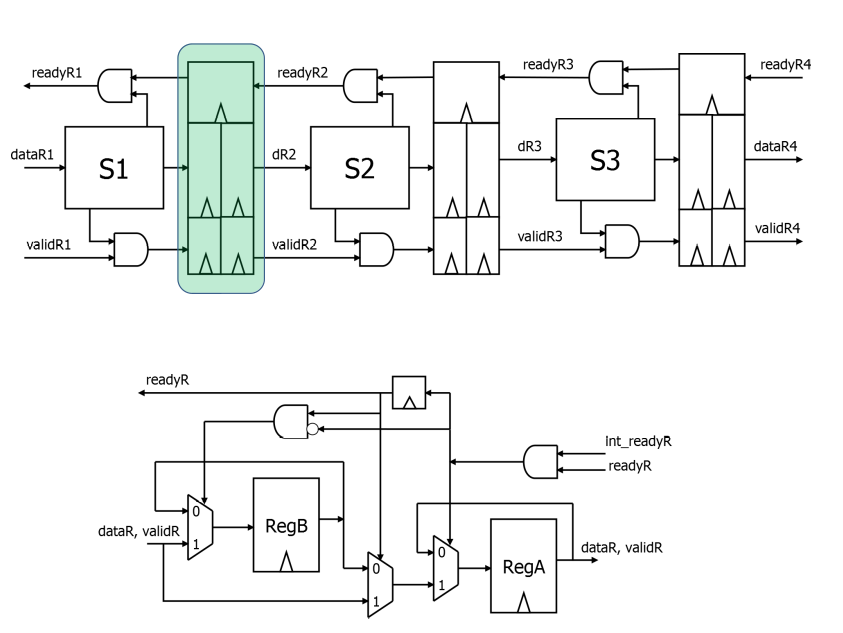 readyR1 readyR2 readyR3 readyR4
dataR1 S1 dR2 S2 dR3 S3 dataR4
validR1 validR2 validR3 validR4
readyR
Int_readyR
readyR
0
RegB
dataR, validR 1
0
1
0
1
RegA
dataR, validR